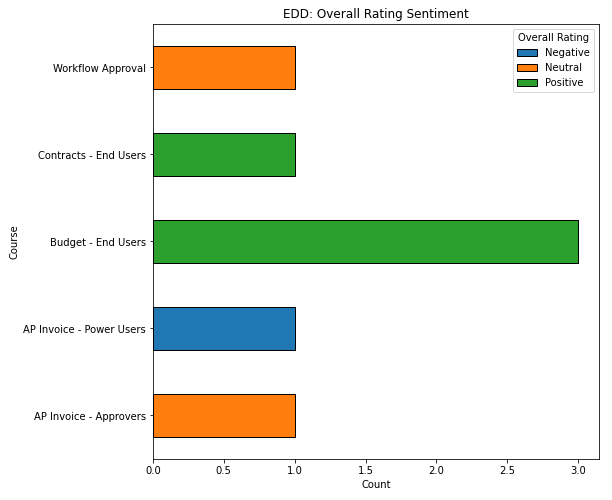 EDD: Overall Rating Sentiment
Overall Rating
Negative
Neutral
Positive
Course
Workflow Approval
Contracts - End Users
Budget - End Users
AP Invoice - Power Users
AP Invoice - Approvers
0.0 0.5 1.0 1.5 2.0 2.5 3.0
Count